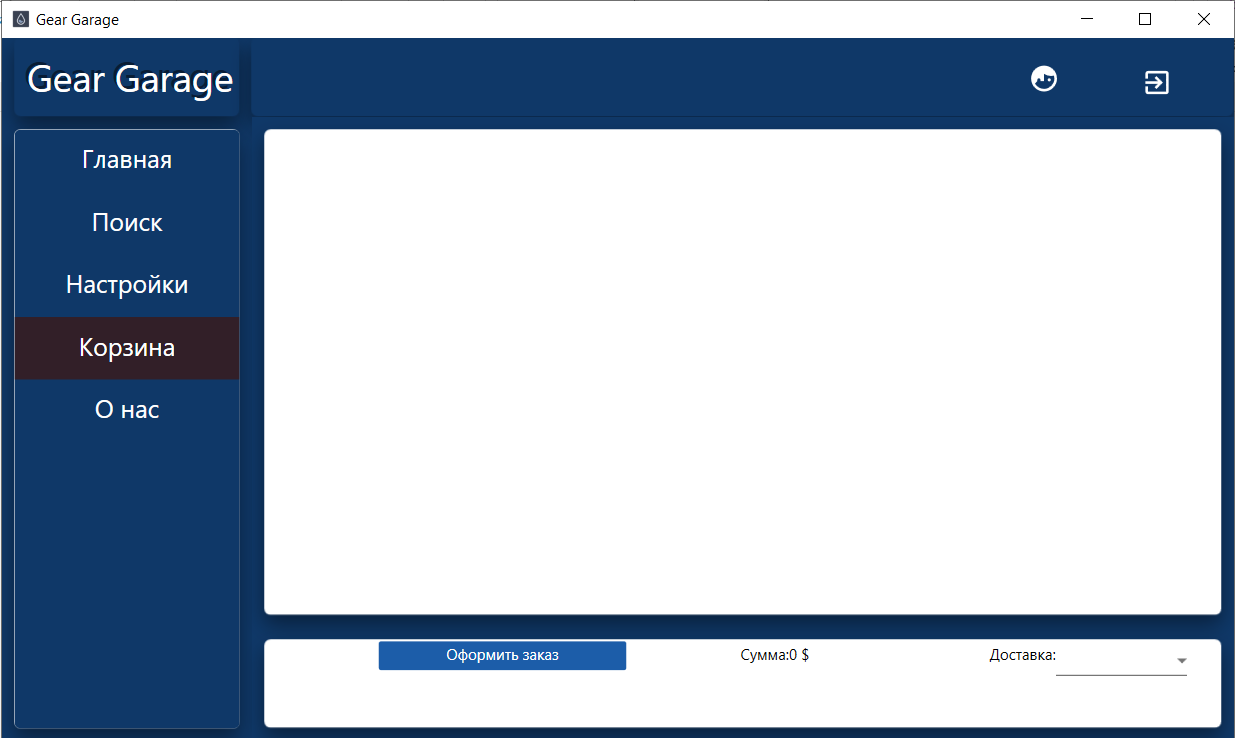 Gear Garage
Gear Garage
Главная
Поиск
Настройки
Корзина
О нас
Оформить заказ
Сумма:0 $
Доставка: